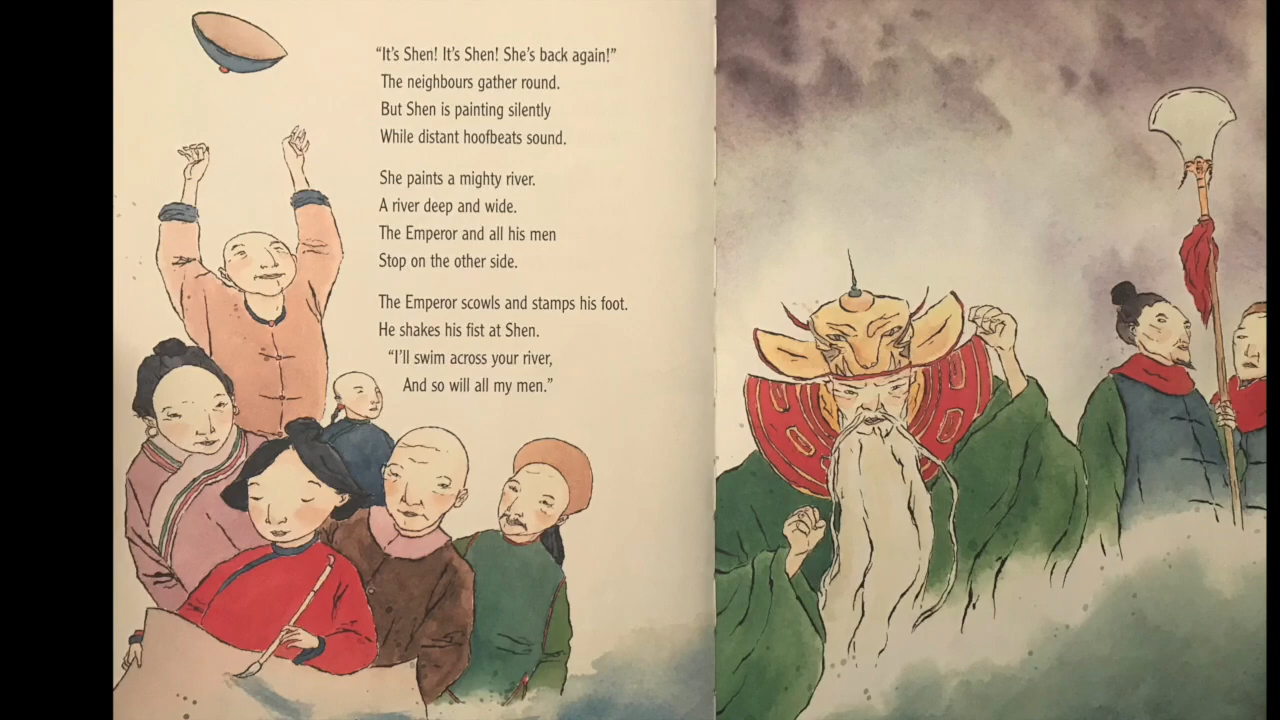 “It’s Shen! It’s Shen! She’s back again!”
The neighbours gather round.
But Shen is painting silently
While distant hoofbeats sound.
She paints a mighty river.
A river deep and wide.
The Emperor and all his men
Stop on the other side.
The Emperor scowls and stamps his foot.
He shakes his fist at Shen.
“I’ll swim across your river,
And so will all my men.”